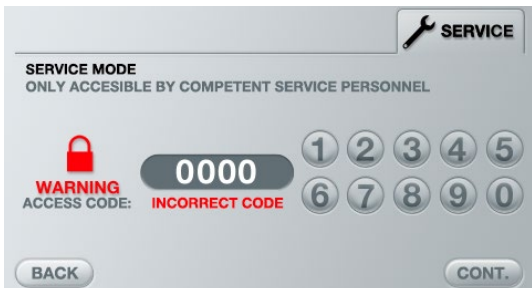 SERVICE
SERVICE MODE
ONLY ACCESIBLE BY COMPETENT SERVICE PERSONNEL
1 2 3 4 5
0000
WARNING
ACCESS CODE: INCORRECT CODE
6 7 8 9 0
BACK CONT.